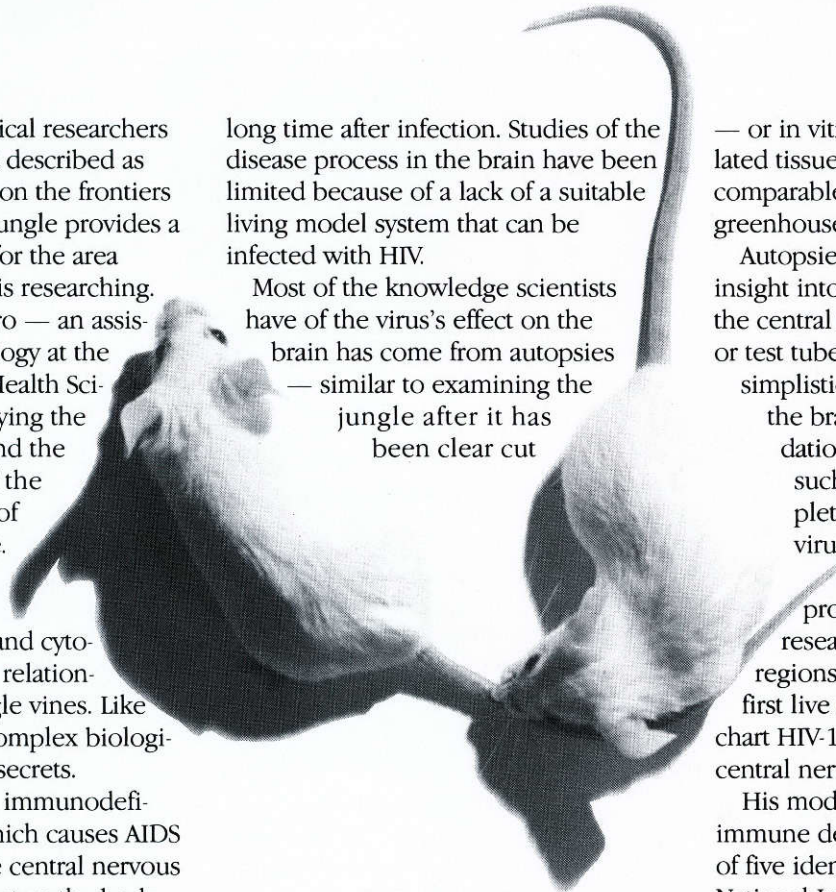 ical researchers
described as
on the frontiers
ungle provides a
for the area
is researching.
ro — an assis-
ogy at the
Health Sci-
ying the
nd the
the
of
und cyto-
relation-
gle vines. Like
omplex biologi-
secrets.
immunodefi-
hich causes AIDS
e central nervous
long time after infection. Studies of the
disease process in the brain have been
limited because of a lack of a suitable
living model system that can be
infected with HIV.
Most of the knowledge scientists
have of the virus's effect on the
brain has come from autopsies
— similar to examining the
jungle after it has
been clear cut
— or in vit
lated tissue
comparable
greenhouse
Autopsie
insight into
the central
or test tube
simplisti
the bra
datio
such
plet
viru
pro
resea
regions
first live
chart HIV-1
central ner
His mod
immune de
of five iden